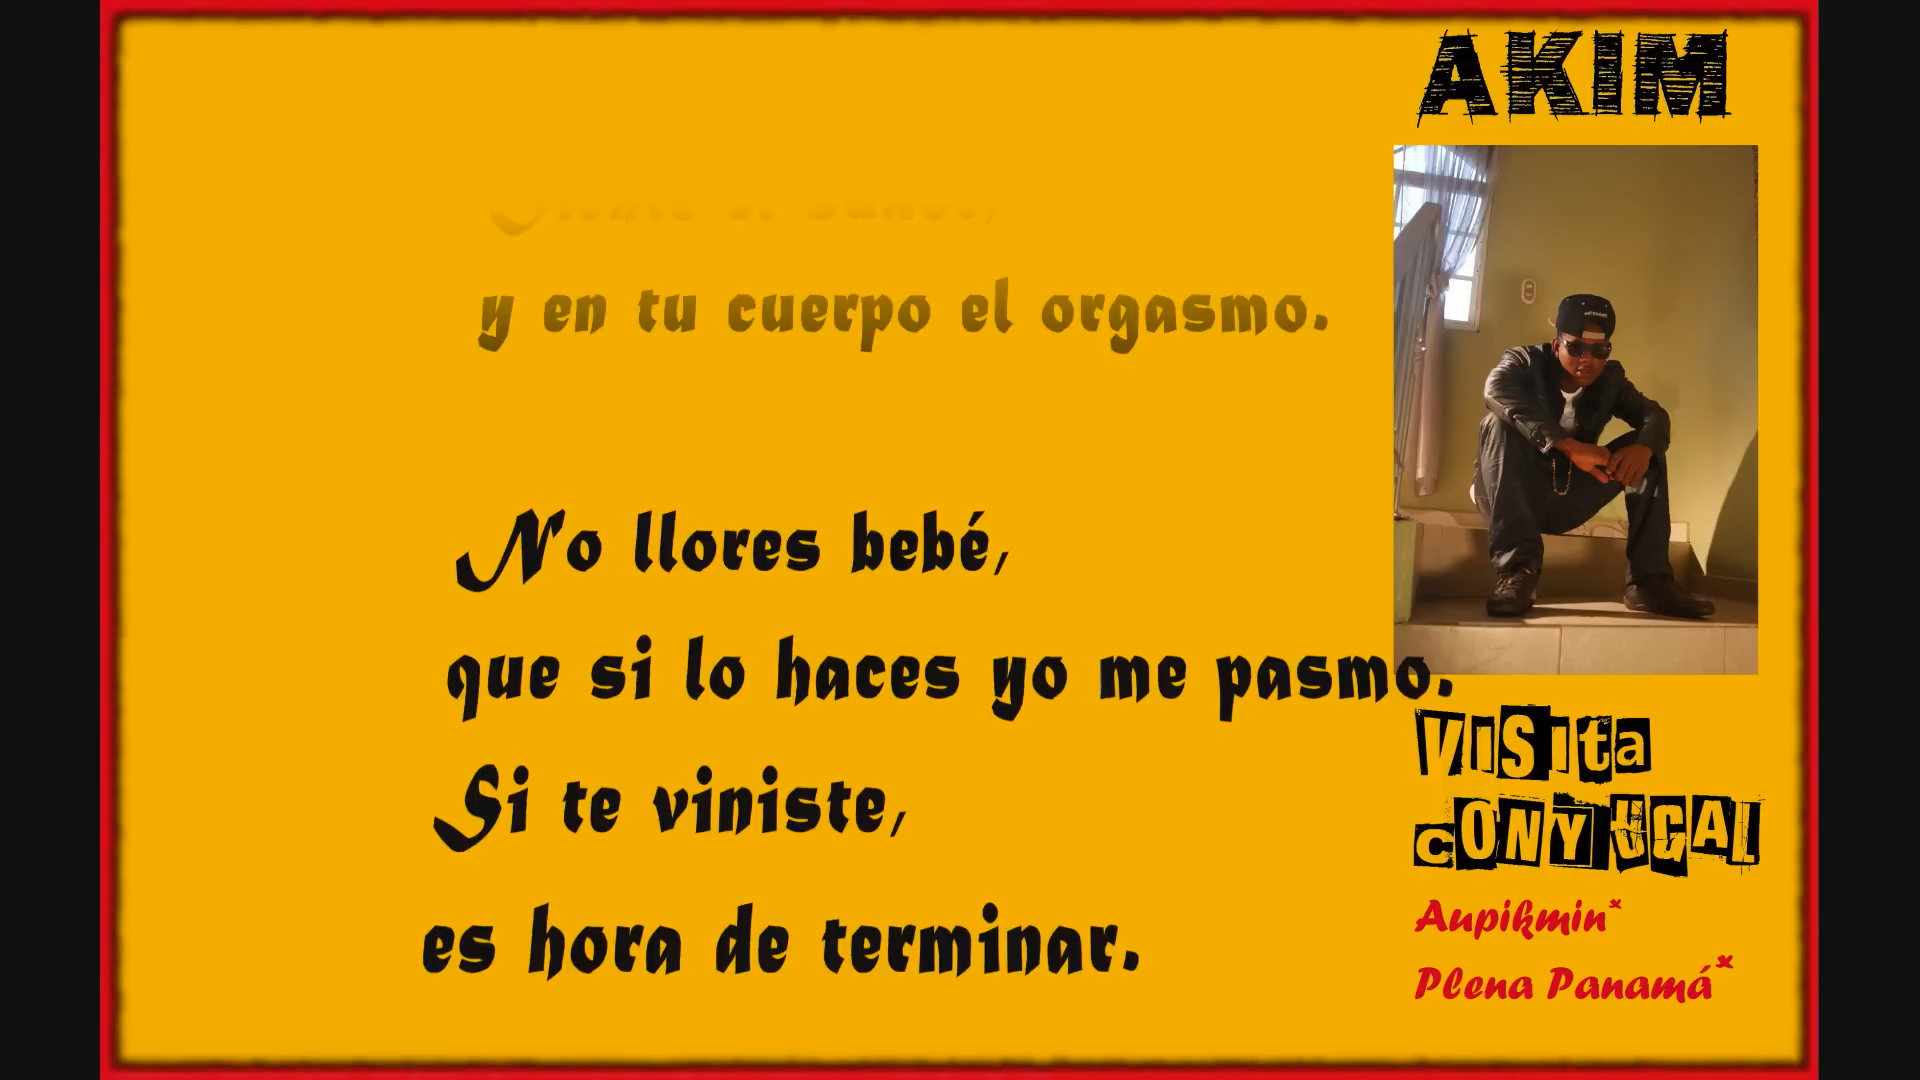 y en tu cuerpo el orgasmo.
No llores bebé,
que si lo haces yo me pasmo.
Si te viniste,
es hora de terminar.
AKIM
Visita
CONYUGAL
Aupikmin*
Plena Panamá*